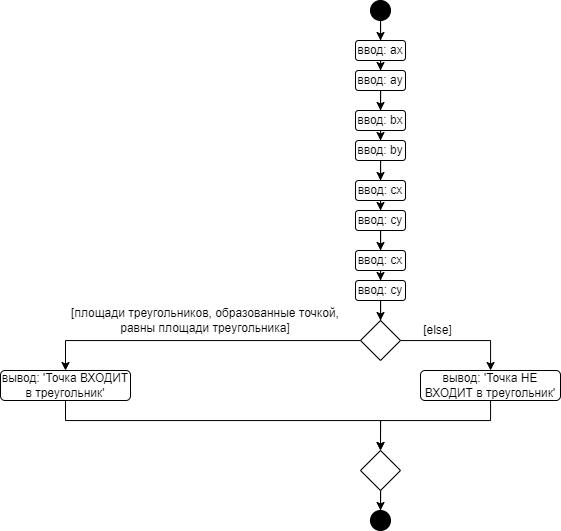 ввод: ax
ввод: ay
ввод: bx
ввод: by
ввод: cx
ввод: cy
ввод: cx
ввод: cy
[площади треугольников, образованные точкой,
равны площади треугольника]
[else]
вывод: 'Точка ВХОДИТ
в треугольник'
вывод: 'Точка НЕ
ВХОДИТ в треугольник'